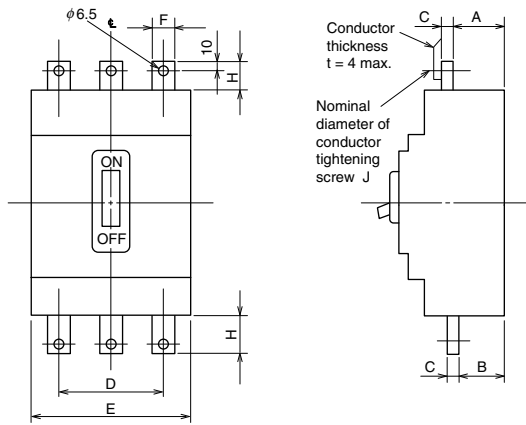 φ6.5
℄
F
10
H
ON
OFF
H
D
E
C
A
Conductor
thickness
t = 4 max.
Nominal
diameter of
conductor
tightening
screw J
C
B